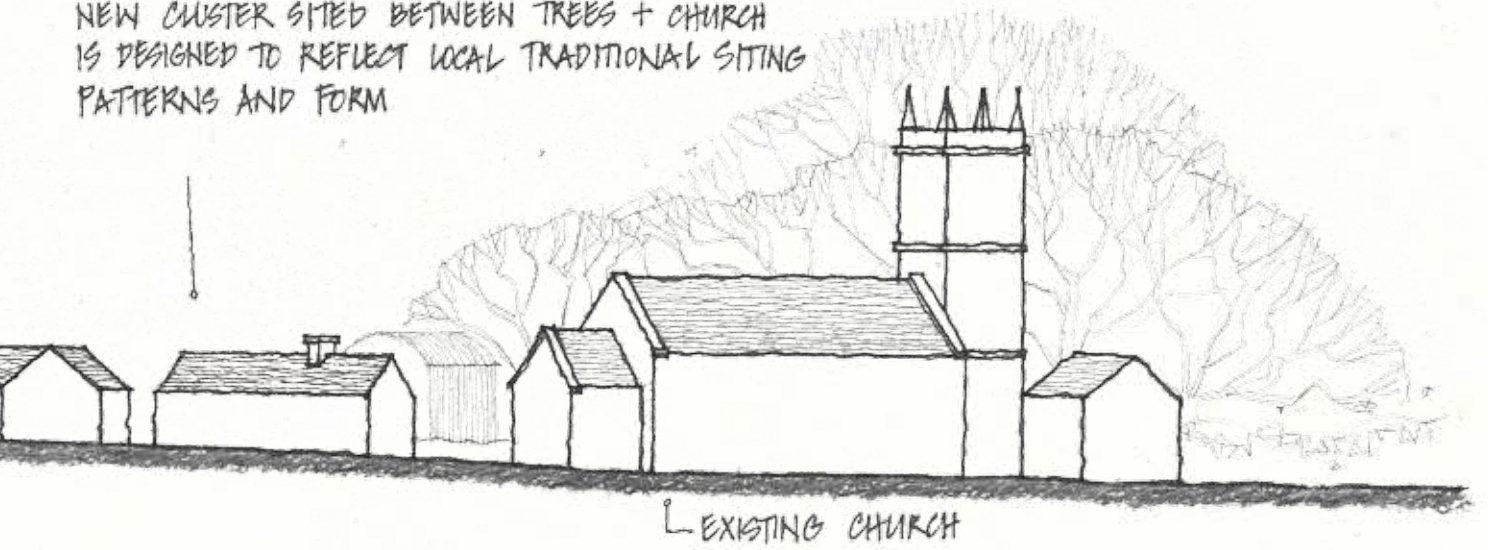 NEW CLUSTER SITED BETWEEN TREES + CHURCH
IS DESIGNED TO REFLECT LOCAL TRADITIONAL SITING
PATTERNS AND FORM
EXISTING CHURCH